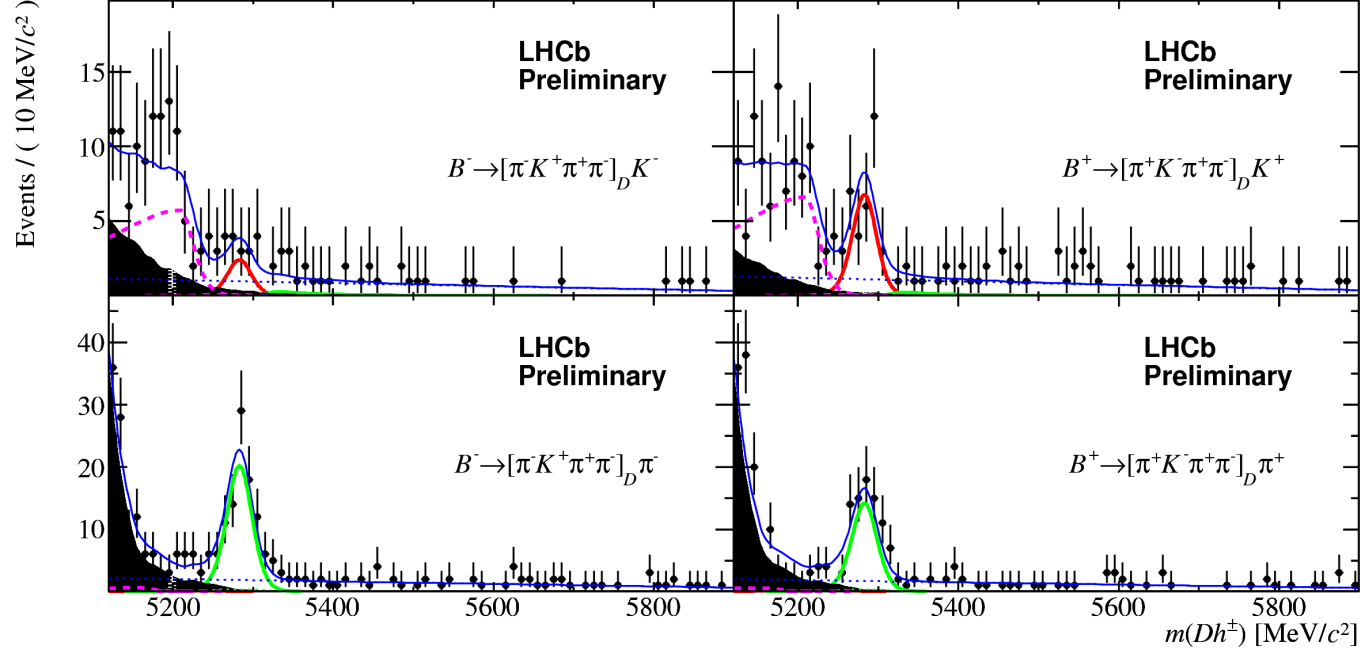 Events / ( 10 MeV/c²)
15
10
5
LHCb
Preliminary
B⁻→[π⁻K⁺π⁺π⁻]_D K⁻
LHCb
Preliminary
B⁺→[π⁺K⁻π⁺π⁻]_D K⁺
40
30
20
10
LHCb
Preliminary
B⁻→[π⁻K⁺π⁺π⁻]_D π⁻
LHCb
Preliminary
B⁺→[π⁺K⁻π⁺π⁻]_D π⁺
5200 5400 5600 5800 5200 5400 5600 5800
m(Dh±) [MeV/c²]